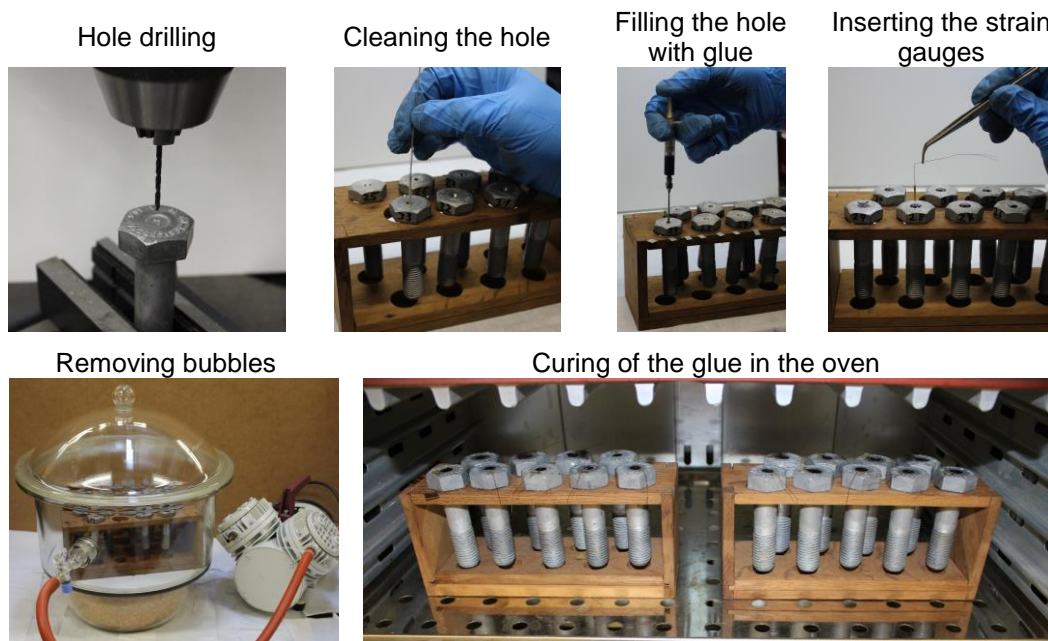 Hole drilling
Cleaning the hole
Filling the hole
with glue
Inserting the strain
gauges
Removing bubbles
Curing of the glue in the oven